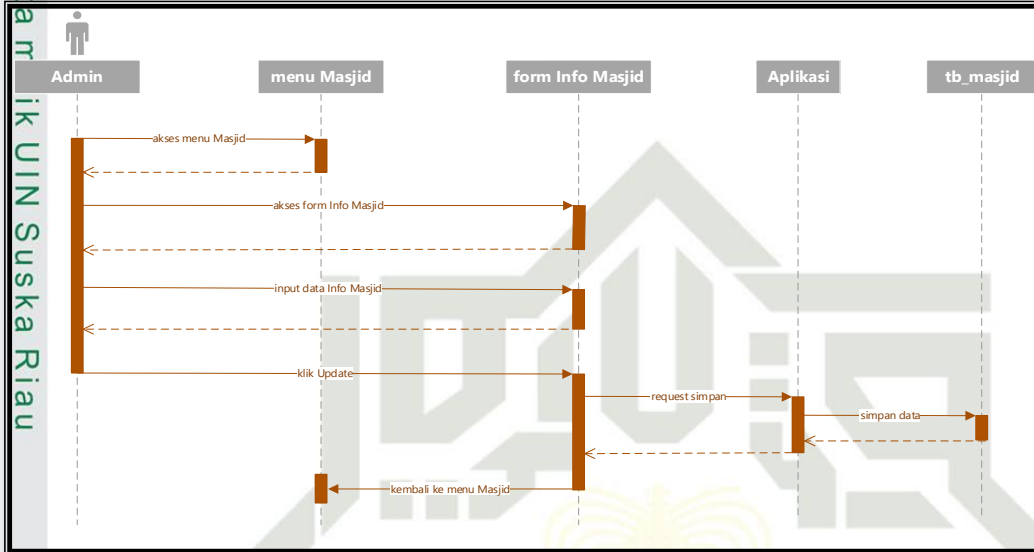 a m
ik UIN Suska Riau
Admin
menu Masjid
form Info Masjid
Aplikasi
tb_masjid
akses menu Masjid
akses form Info Masjid
input data Info Masjid
klik Update
request simpan
simpan data
kembali ke menu Masjid